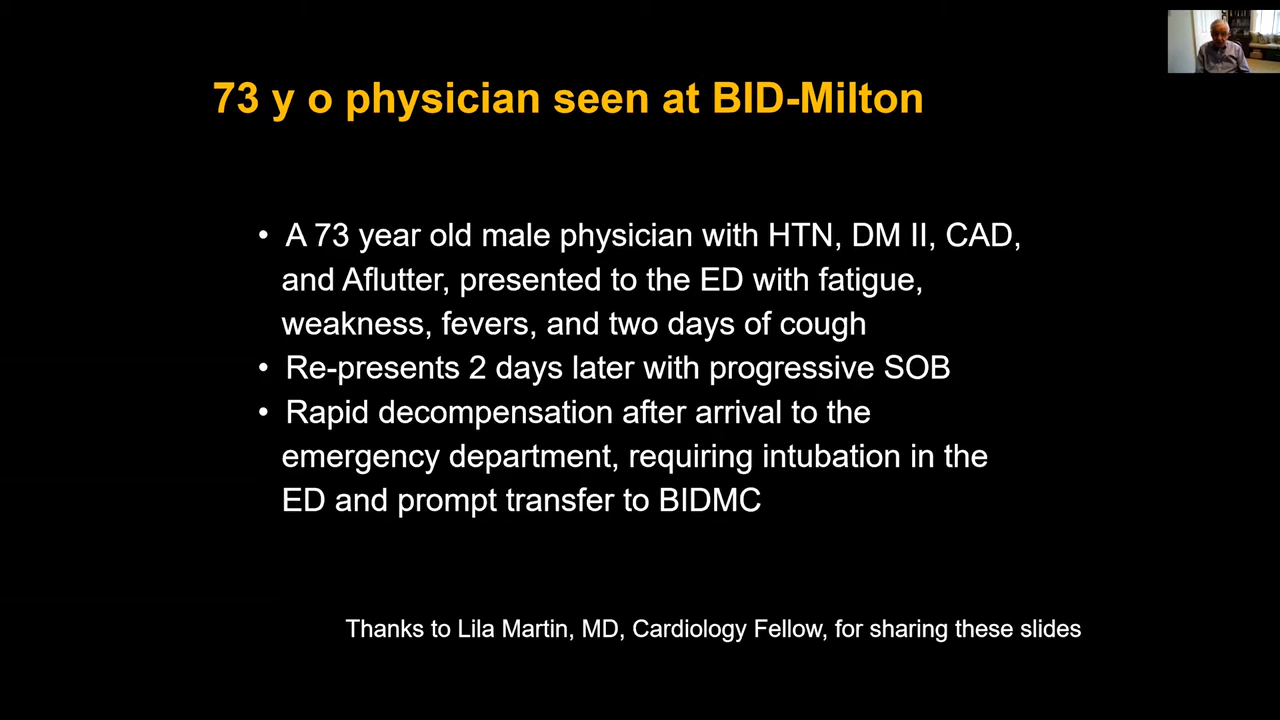 73 y o physician seen at BID-Milton
• A 73 year old male physician with HTN, DM II, CAD,
and Aflutter, presented to the ED with fatigue,
weakness, fevers, and two days of cough
• Re-presents 2 days later with progressive SOB
• Rapid decompensation after arrival to the
emergency department, requiring intubation in the
ED and prompt transfer to BIDMC
Thanks to Lila Martin, MD, Cardiology Fellow, for sharing these slides